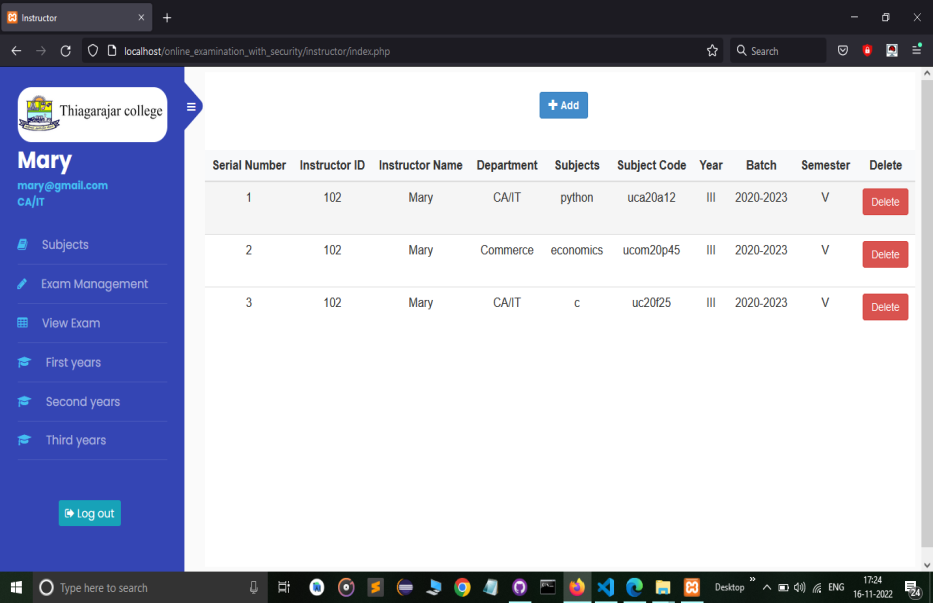 Instructor
localhost/online_examination_with_security/instructor/index.php
Search
Thiagarajar college
Mary
mary@gmail.com
CA/IT
Subjects
Exam Management
View Exam
First years
Second years
Third years
Log out
Add
Serial Number Instructor ID Instructor Name Department Subjects Subject Code Year Batch Semester Delete
1 102 Mary CA/IT python uca20a12 III 2020-2023 V Delete
2 102 Mary Commerce economics ucom20p45 III 2020-2023 V Delete
3 102 Mary CA/IT c uc20f25 III 2020-2023 V Delete
Type here to search
Desktop
ENG
17:24
16-11-2022
24